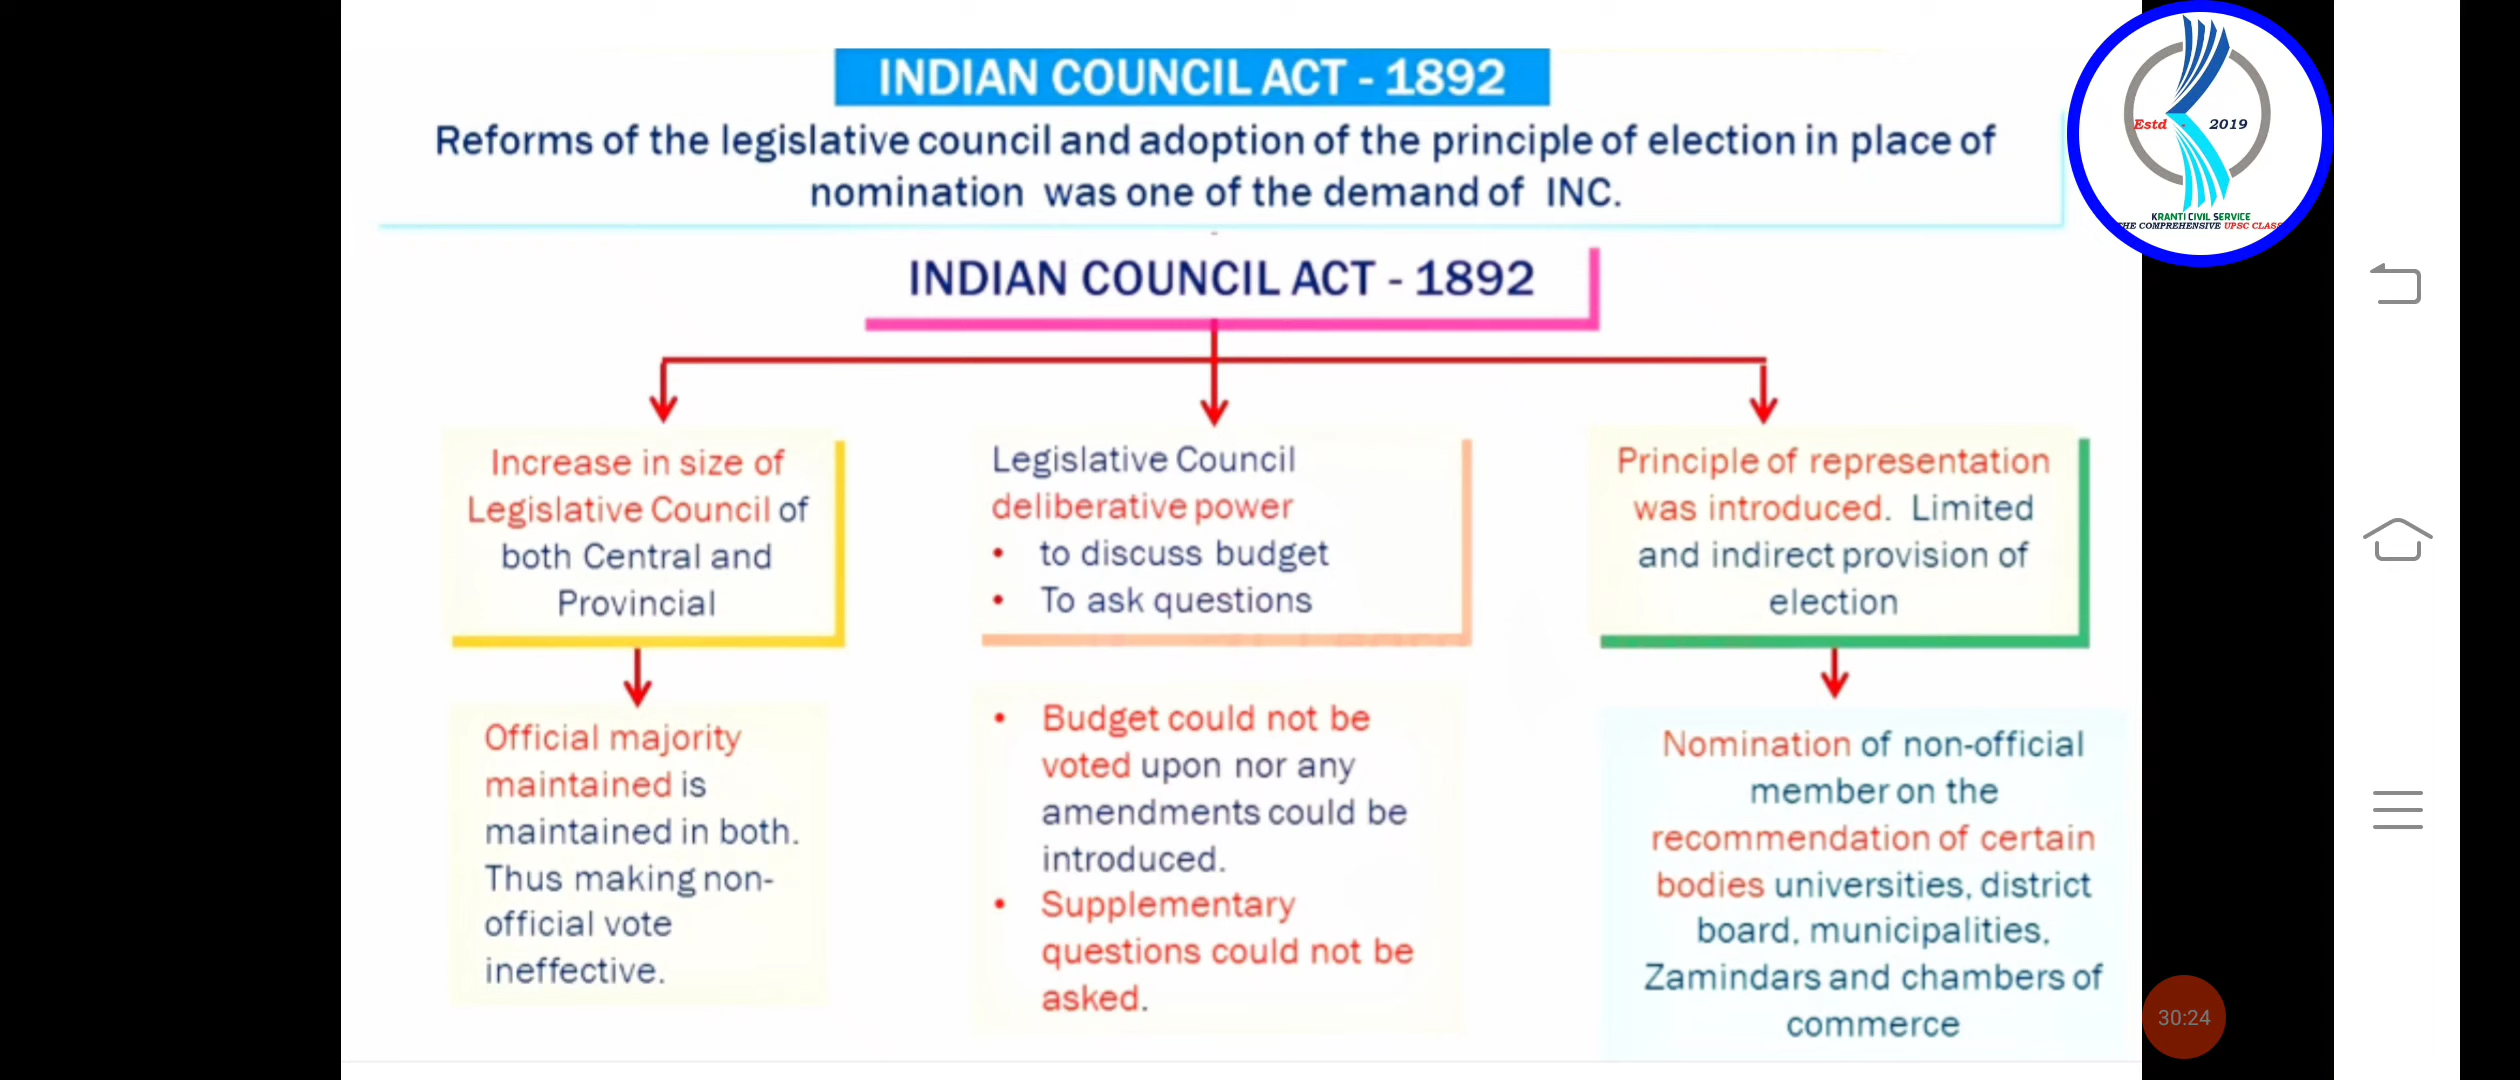 INDIAN COUNCIL ACT - 1892
Reforms of the legislative council and adoption of the principle of election in place of
nomination was one of the demand of INC.
Estd - 2019
KRANTI CIVIL SERVICE
THE COMPREHENSIVE UPSC CLASS
INDIAN COUNCIL ACT - 1892
Increase in size of
Legislative Council of
both Central and
Provincial
Official majority
maintained is
maintained in both.
Thus making non-
official vote
ineffective.
Legislative Council
deliberative power
• to discuss budget
• To ask questions
• Budget could not be
voted upon nor any
amendments could be
introduced.
• Supplementary
questions could not be
asked.
Principle of representation
was introduced. Limited
and indirect provision of
election
Nomination of non-official
member on the
recommendation of certain
bodies universities, district
board, municipalities,
Zamindars and chambers of
commerce
30:24